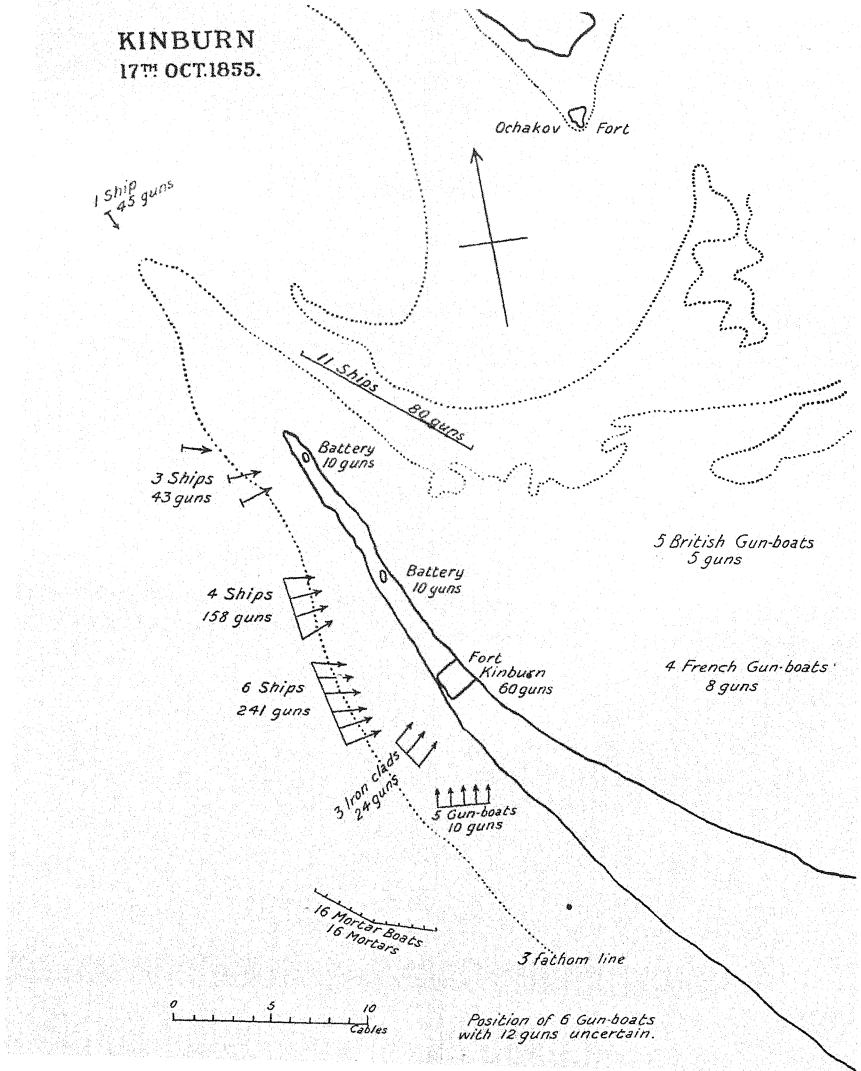 KINBURN
17TH OCT.1855.
Ochakov Fort
1 Ship
45 guns
11 Ships
80 guns
Battery
10 guns
3 Ships
43 guns
5 British Gun-boats
5 guns
Battery
10 guns
4 Ships
158 guns
Fort
Kinburn
60 guns
4 French Gun-boats
8 guns
6 Ships
241 guns
3 Iron clads
24 guns
5 Gun-boats
10 guns
16 Mortar Boats
16 Mortars
3 fathom line
0 5 10
Cables
Position of 6 Gun-boats
with 12 guns uncertain.